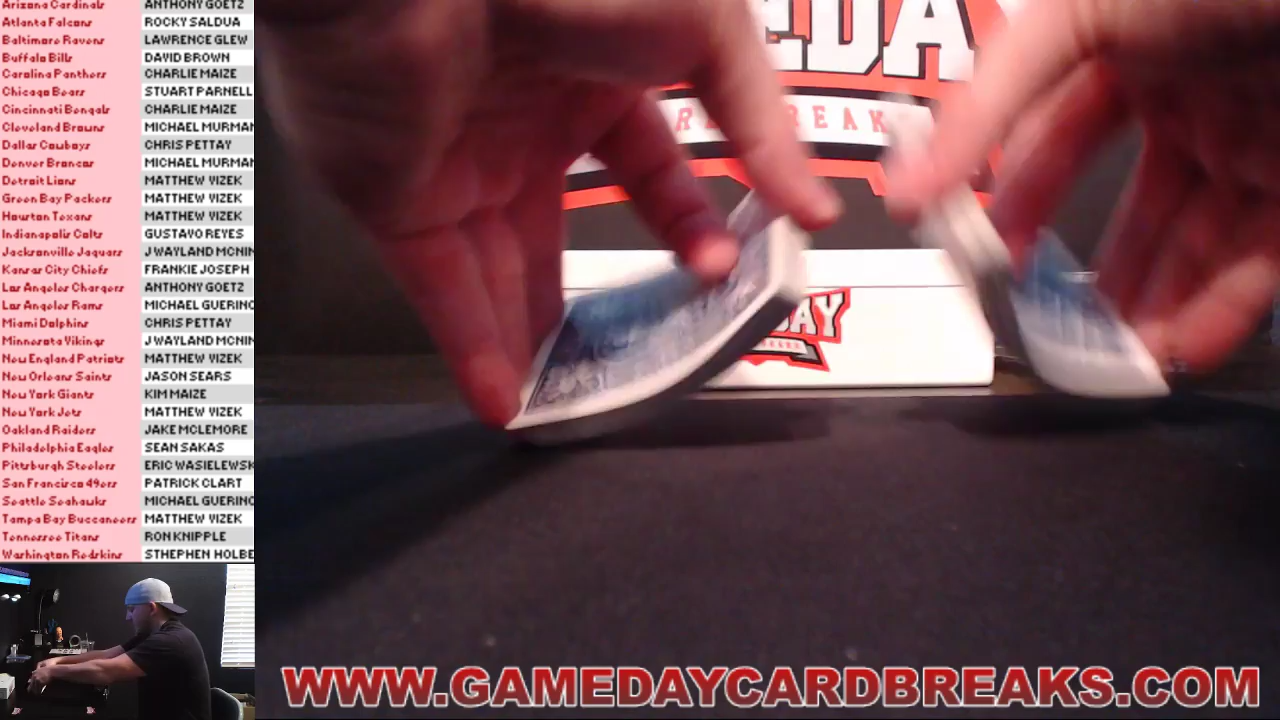 Arizona Cardinals ANTHONY GOETZ
Atlanta Falcons ROCKY SALDUA
Baltimore Ravens LAWRENCE GLEW
Buffalo Bills DAVID BROWN
Carolina Panthers CHARLIE MAIZE
Chicago Bears STUART PARNELL
Cincinnati Bengals CHARLIE MAIZE
Cleveland Browns MICHAEL MURMAN
Dallas Cowboys CHRIS PETTAY
Denver Broncos MICHAEL MURMAN
Detroit Lions MATTHEW VIZEK
Green Bay Packers MATTHEW VIZEK
Houston Texans MATTHEW VIZEK
Indianapolis Colts GUSTAVO REYES
Jacksonville Jaguars J WAYLAND MCNIN
Kansas City Chiefs FRANKIE JOSEPH
Los Angeles Chargers ANTHONY GOETZ
Los Angeles Rams MICHAEL GUERINO
Miami Dolphins CHRIS PETTAY
Minnesota Vikings J WAYLAND MCNIN
New England Patriots MATTHEW VIZEK
New Orleans Saints JASON SEARS
New York Giants KIM MAIZE
New York Jets MATTHEW VIZEK
Oakland Raiders JAKE MCLEMORE
Philadelphia Eagles SEAN SAKAS
Pittsburgh Steelers ERIC WASIELEWSK
San Francisco 49ers PATRICK CLART
Seattle Seahawks MICHAEL GUERINO
Tampa Bay Buccaneers MATTHEW VIZEK
Tennessee Titans RON KNIPPLE
Washington Redskins STHEPHEN HOLBE
EDA
R BREAK
DAY
WWW.GAMEDAYCARDBREAKS.COM